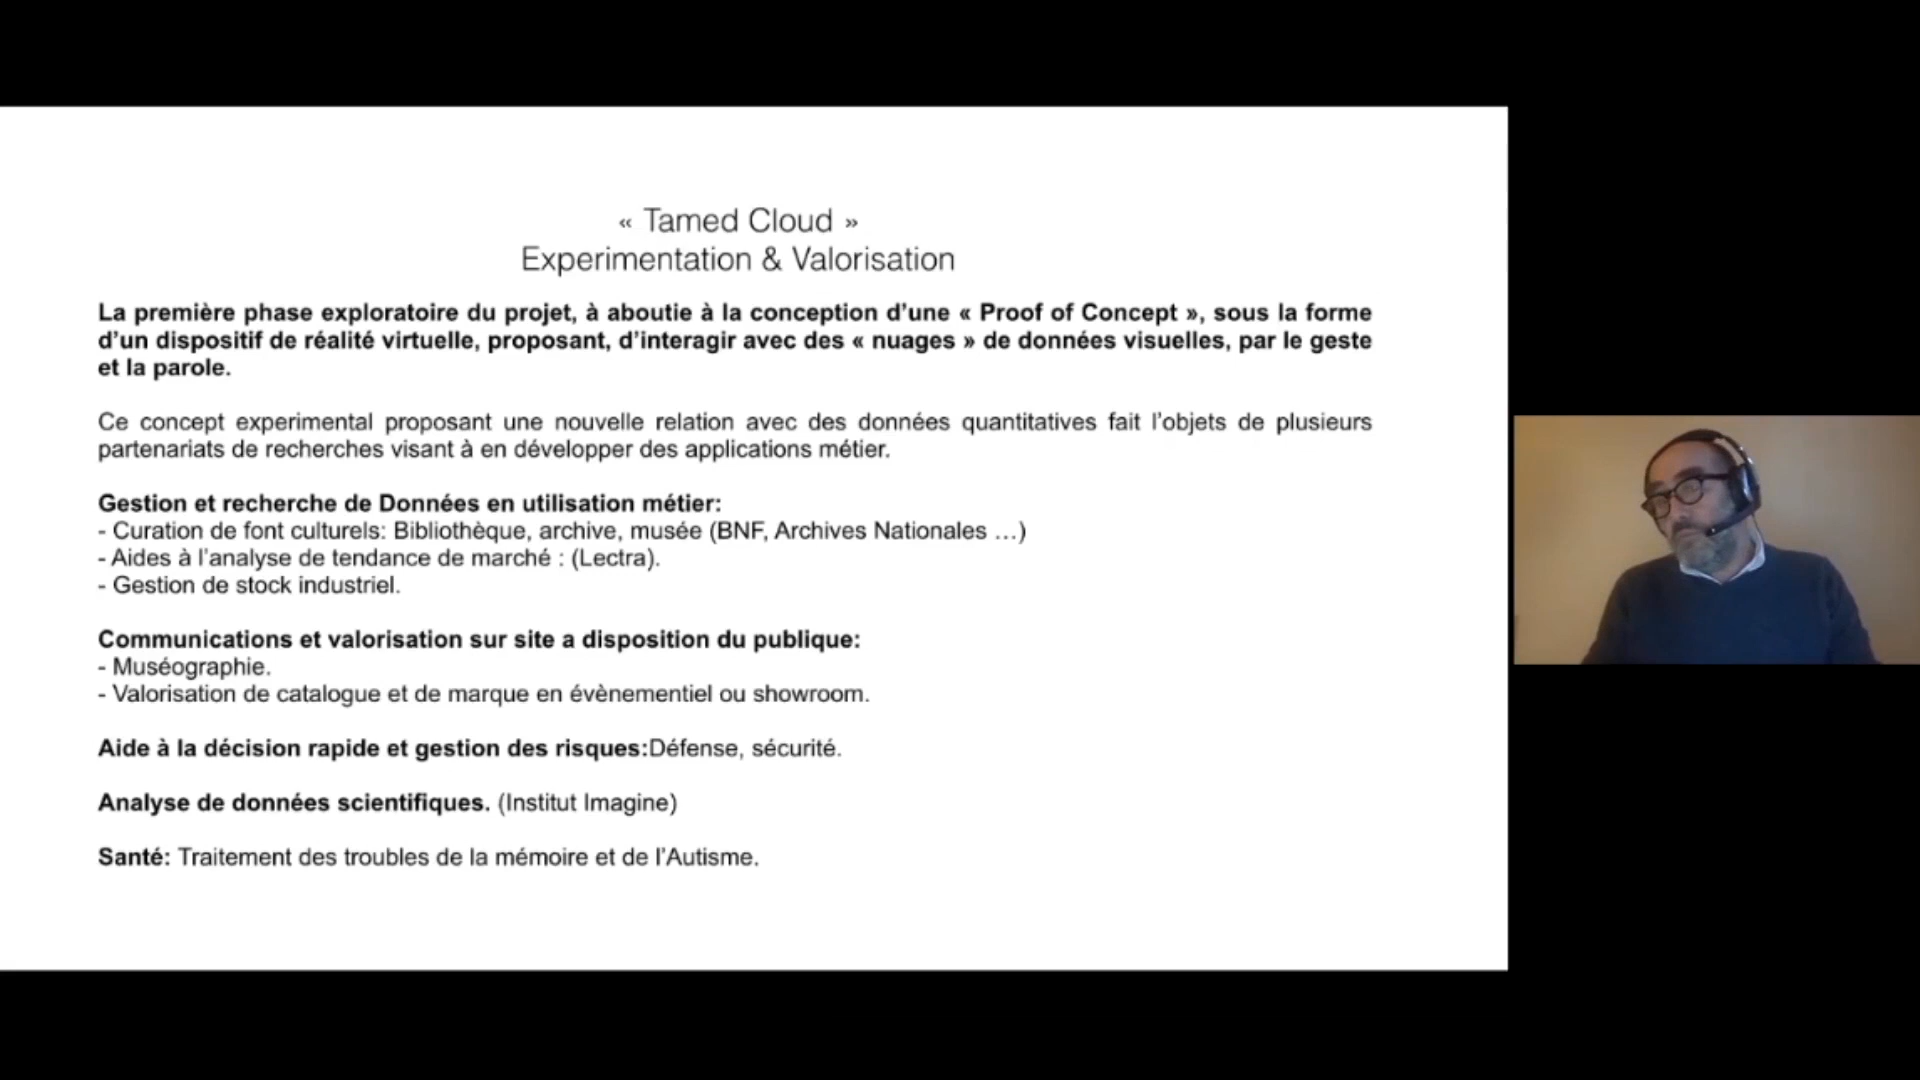 « Tamed Cloud »
Experimentation & Valorisation
La première phase exploratoire du projet, à aboutie à la conception d’une « Proof of Concept », sous la forme
d’un dispositif de réalité virtuelle, proposant, d’interagir avec des « nuages » de données visuelles, par le geste
et la parole.
Ce concept experimental proposant une nouvelle relation avec des données quantitatives fait l’objets de plusieurs
partenariats de recherches visant à en développer des applications métier.
Gestion et recherche de Données en utilisation métier:
- Curation de font culturels: Bibliothèque, archive, musée (BNF, Archives Nationales …)
- Aides à l’analyse de tendance de marché : (Lectra).
- Gestion de stock industriel.
Communications et valorisation sur site a disposition du publique:
- Muséographie.
- Valorisation de catalogue et de marque en évènementiel ou showroom.
Aide à la décision rapide et gestion des risques:Défense, sécurité.
Analyse de données scientifiques. (Institut Imagine)
Santé: Traitement des troubles de la mémoire et de l’Autisme.